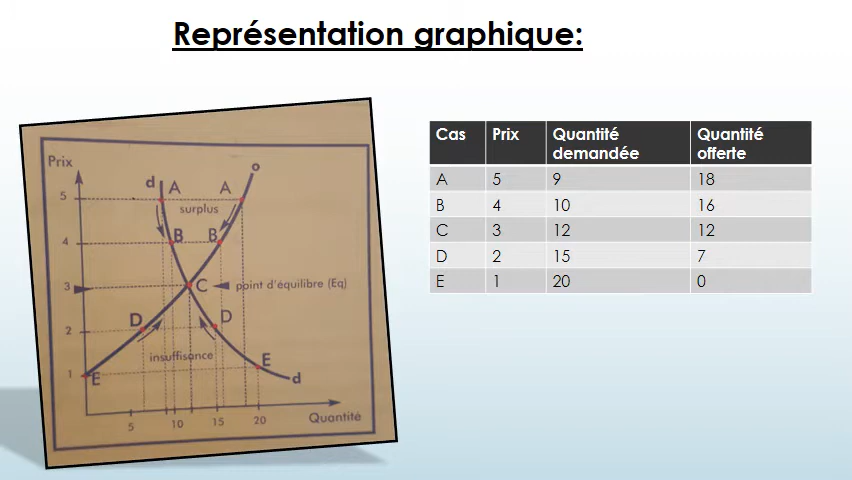 Représentation graphique:
Prix
o
d A A
5
surplus
B B
4
3
C point d'équilibre (Eq)
D D
2
insuffisance
E
1
E
d
5 10 15 20
Quantité
Cas Prix Quantité demandée Quantité offerte
A 5 9 18
B 4 10 16
C 3 12 12
D 2 15 7
E 1 20 0